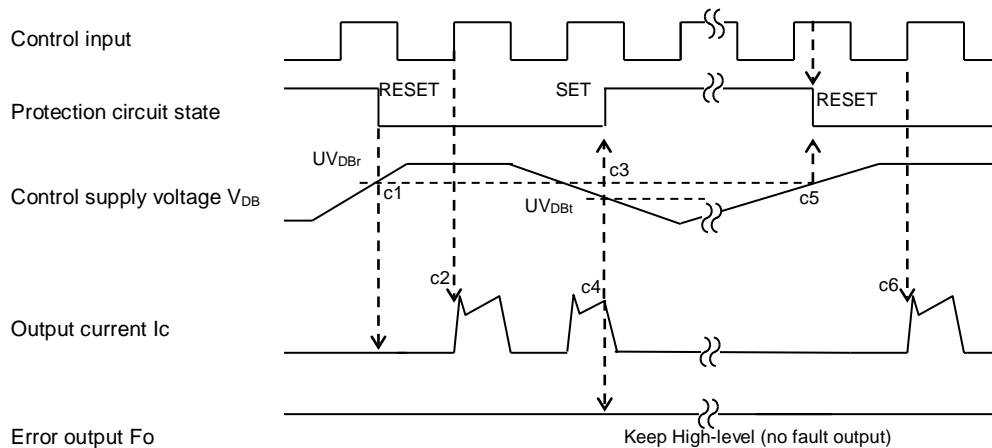 Control input
RESET
SET
RESET
Protection circuit state
UVDBr
c1
c3
c5
Control supply voltage VDB
UVDBt
c2
c4
c6
Output current Ic
Error output Fo
Keep High-level (no fault output)